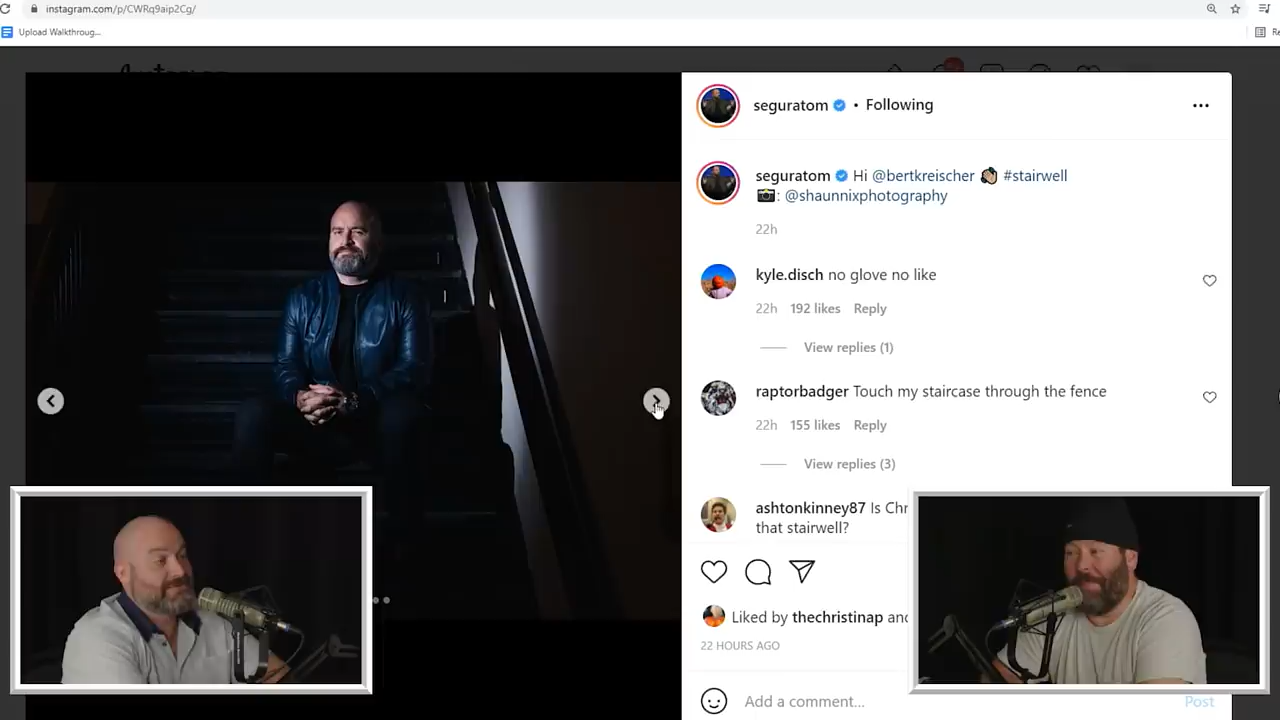 instagram.com/p/CWRq9aip2Cg/
Upload Walkthroug...
Re
seguratom • Following
seguratom Hi @bertkreischer #stairwell
: @shaunnixphotography
22h
kyle.disch no glove no like
22h 192 likes Reply
View replies (1)
raptorbadger Touch my staircase through the fence
22h 155 likes Reply
View replies (3)
ashtonkinney87 Is Chr
that stairwell?
Liked by thechristinap and
22 HOURS AGO
Add a comment...
Post